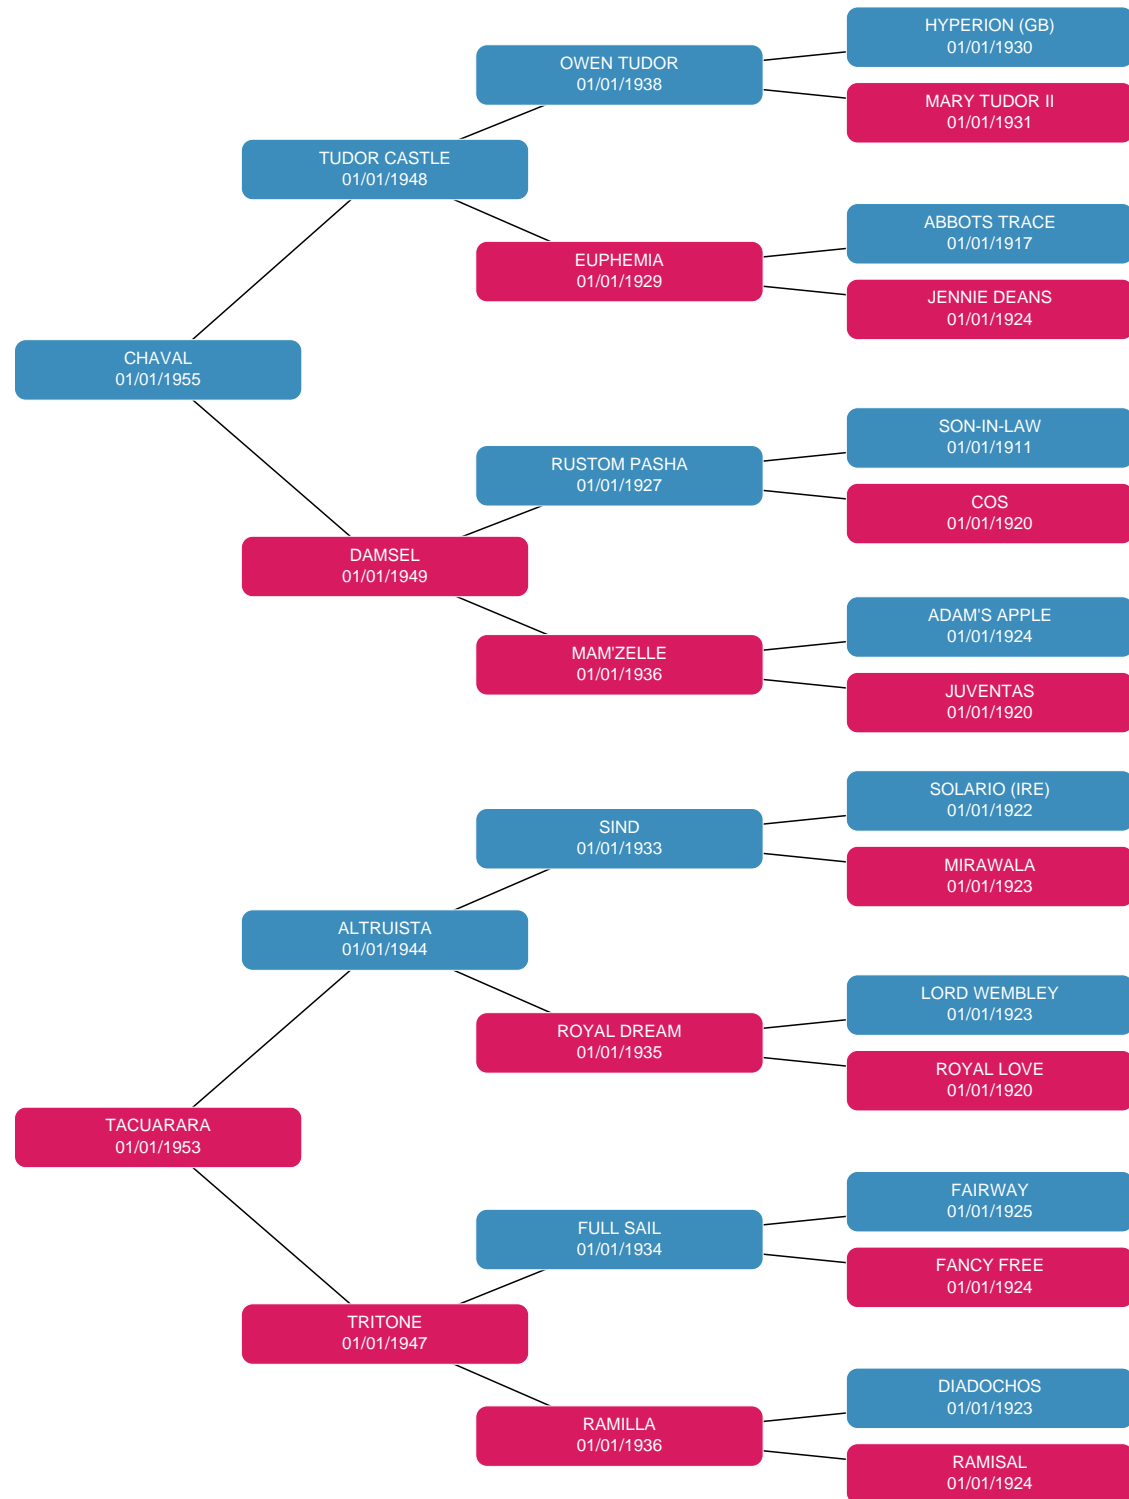 HYPERION (GB)
01/01/1930
OWEN TUDOR
01/01/1938
MARY TUDOR II
01/01/1931
TUDOR CASTLE
01/01/1948
ABBOTS TRACE
01/01/1917
EUPHEMIA
01/01/1929
JENNIE DEANS
01/01/1924
CHAVAL
01/01/1955
SON-IN-LAW
01/01/1911
RUSTOM PASHA
01/01/1927
COS
01/01/1920
DAMSEL
01/01/1949
ADAM'S APPLE
01/01/1924
MAM'ZELLE
01/01/1936
JUVENTAS
01/01/1920
SOLARIO (IRE)
01/01/1922
SIND
01/01/1933
MIRAWALA
01/01/1923
ALTRUISTA
01/01/1944
LORD WEMBLEY
01/01/1923
ROYAL DREAM
01/01/1935
ROYAL LOVE
01/01/1920
TACUARARA
01/01/1953
FAIRWAY
01/01/1925
FULL SAIL
01/01/1934
FANCY FREE
01/01/1924
TRITONE
01/01/1947
DIADOCHOS
01/01/1923
RAMILLA
01/01/1936
RAMISAL
01/01/1924